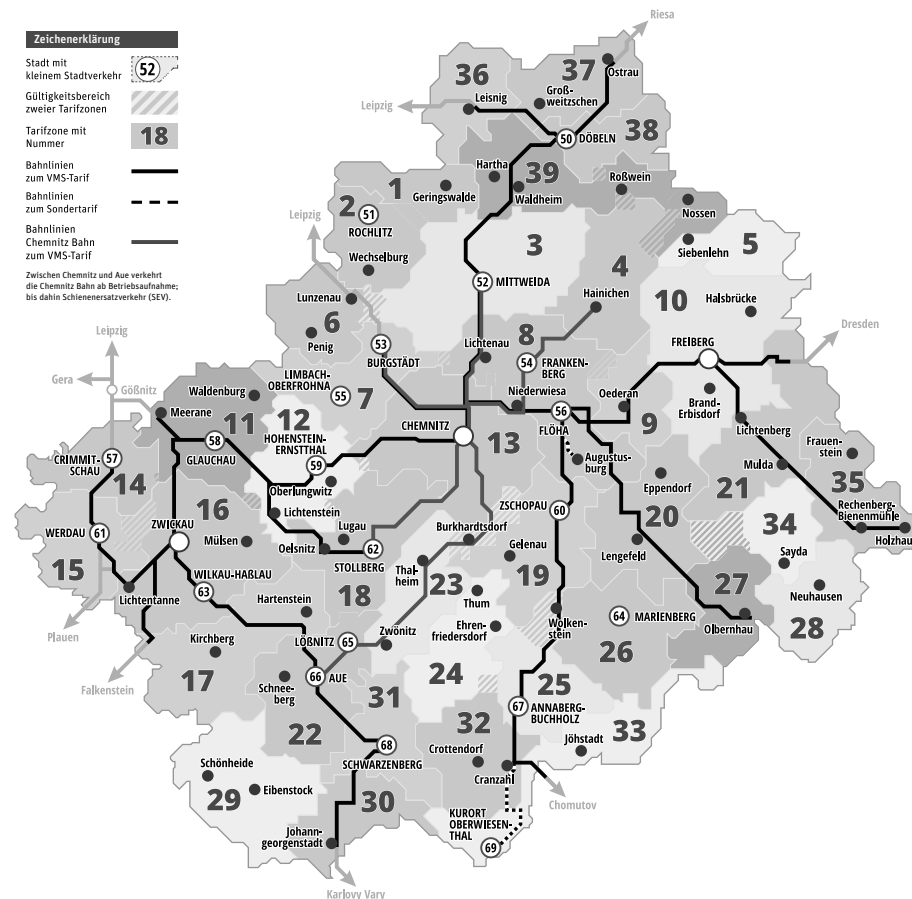 Zeichenerklärung
Stadt mit
kleinem Stadtverkehr
52
Gültigkeitsbereich
zweier Tarifzonen
Tarifzone mit
Nummer
18
Bahnlinien
zum VMS-Tarif
Bahnlinien
zum Sondertarif
Bahnlinien
Chemnitz Bahn
zum VMS-Tarif
Zwischen Chemnitz und Aue verkehrt
die Chemnitz Bahn ab Betriebsaufnahme;
bis dahin Schienenersatzverkehr (SEV).
Riesa
36
37
Ostrau
Leipzig
Leisnig
Groß-
weitzschen
38
50 DÖBELN
Hartha
39
Roßwein
1
Geringswalde
Waldheim
2
51
ROCHLITZ
Nossen
Leipzig
3
5
Siebenlehn
Wechselburg
4
52 MITTWEIDA
10
Lunzenau
Hainichen
Halsbrücke
6
Penig
53
BURGSTÄDT
8
Lichtenau
FREIBERG
Dresden
Leipzig
54 FRANKEN-
BERG
LIMBACH-
OBERFROHNA
55
7
Gera
Gößnitz
Waldenburg
Niederwiesa
Oederan
Brand-
Erbisdorf
Meerane
11
12
CHEMNITZ
56
FLÖHA
9
Lichtenberg
58
GLAUCHAU
HOHENSTEIN-
ERNSTTHAL
59
13
Frauen-
stein
57
CRIMMIT-
SCHAU
Augustus-
burg
Mulda
14
Oberlungwitz
Eppendorf
21
35
Lichtenstein
16
ZSCHOPAU
60
Rechenberg-
Bienenmühle
Holzhau
WERDAU
61
ZWICKAU
Lugau
Burkhardtsdorf
20
34
Mülsen
Oelsnitz
62
STOLLBERG
Gelenau
Lengefeld
Sayda
15
Thal-
heim
23
19
27
WILKAU-HAßLAU
63
18
Lichtentanne
Neuhausen
Hartenstein
Thum
Plauen
Ehren-
friedersdorf
Wolken-
stein
64 MARIENBERG
Olbernhau
28
Kirchberg
LÖßNITZ
65
Zwönitz
26
Falkenstein
17
66 AUE
24
Schnee-
berg
31
25
67 ANNABERG-
BUCHHOLZ
22
32
33
68
SCHWARZENBERG
Crottendorf
Jöhstadt
Schönheide
Cranzahl
29
Eibenstock
30
Chomutov
KURORT
OBERWIESEN-
THAL
69
Johann-
georgenstadt
Karlovy Vary